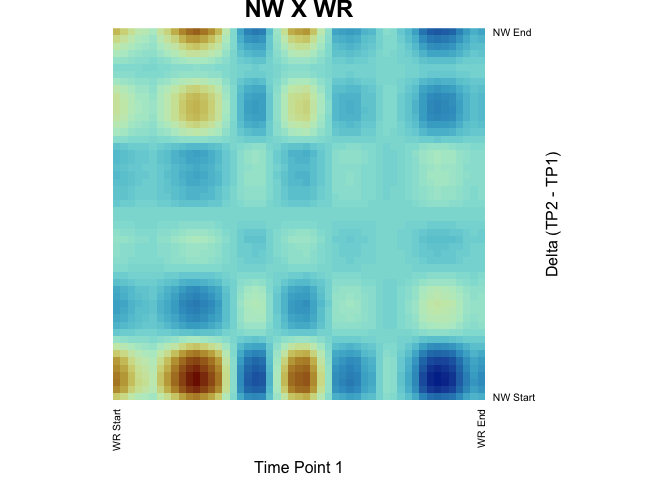 NW X WR
NW End
Delta (TP2 - TP1)
NW Start
WR Start
WR End
Time Point 1